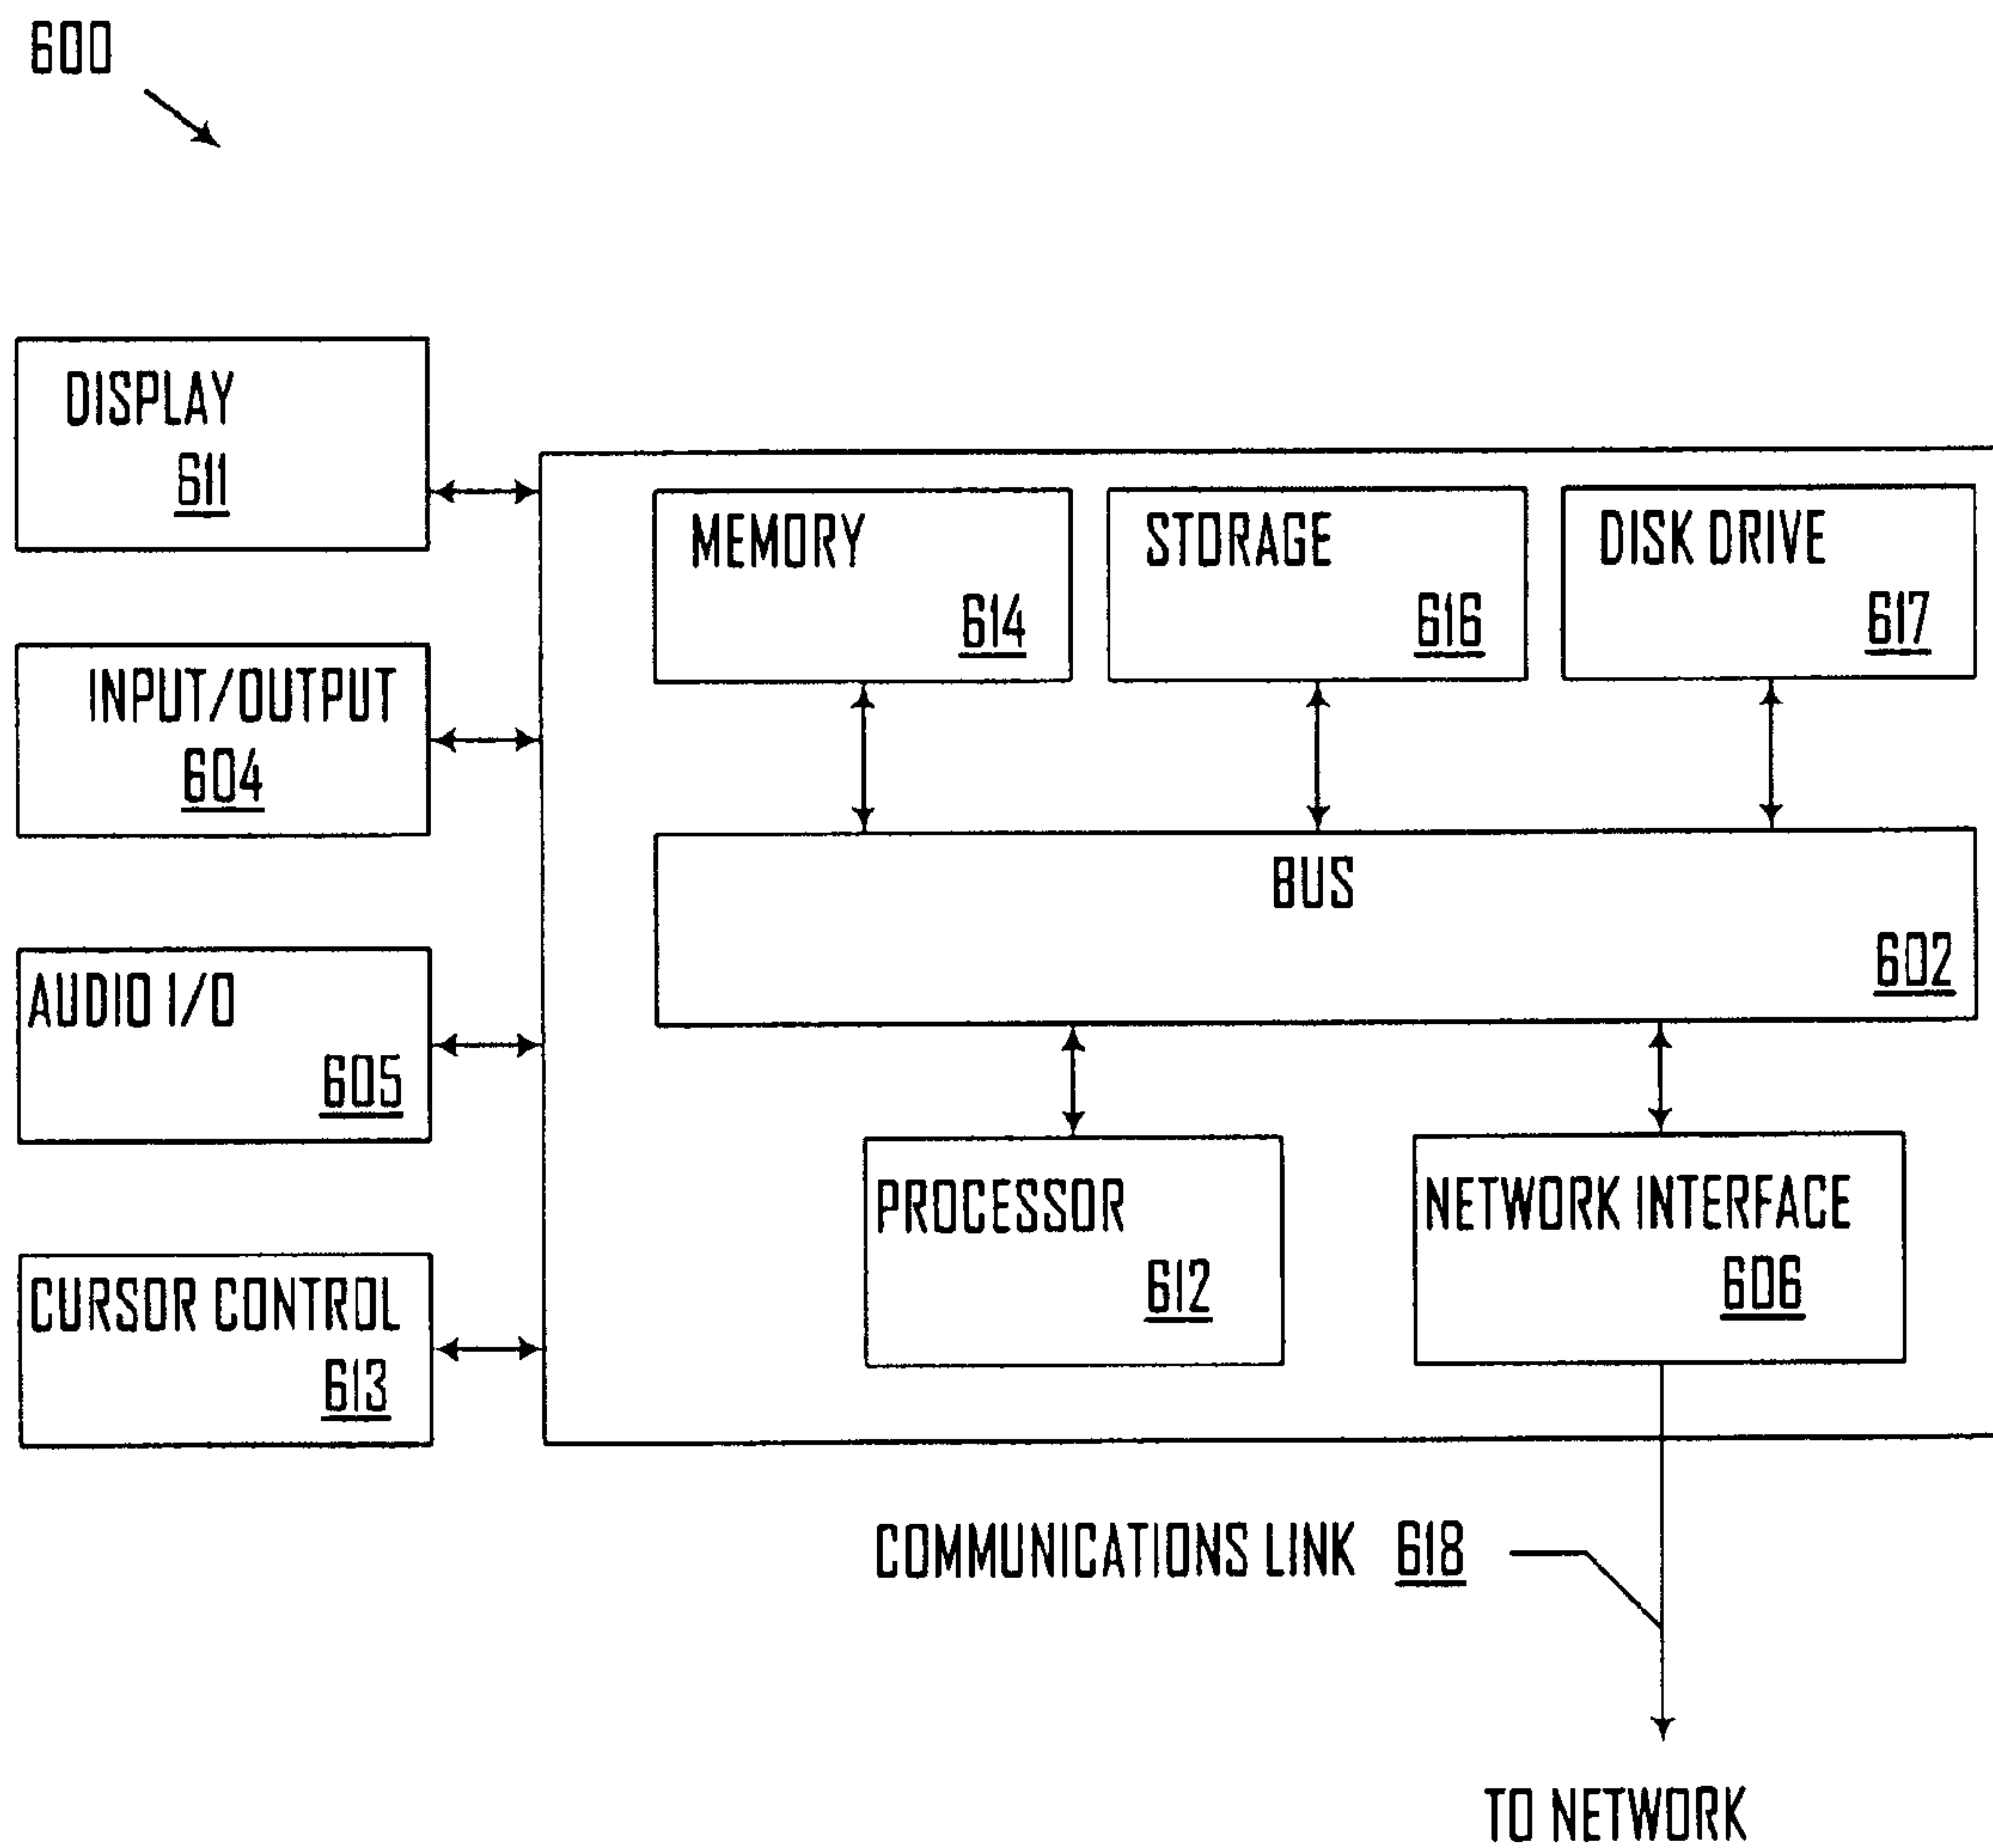 600
DISPLAY
611
INPUT/OUTPUT
604
AUDIO I/O
605
CURSOR CONTROL
613
MEMORY
614
STORAGE
616
DISK DRIVE
617
BUS
602
PROCESSOR
612
NETWORK INTERFACE
606
COMMUNICATIONS LINK 618
TO NETWORK